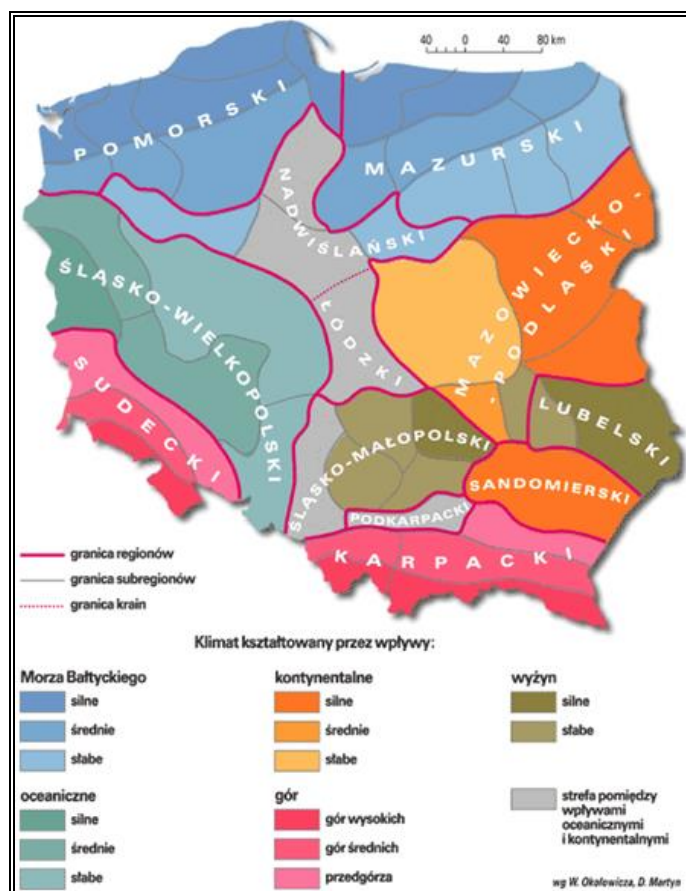 40 0 40 80 km
POMORSKI
MAZURSKI
NADWIŚLAŃSKI
MAZOWIECKO-
-PODLASKI
ŚLĄSKO-WIELKOPOLSKI
ŁÓDZKI
SUDECKI
LUBELSKI
ŚLĄSKO-MAŁOPOLSKI
SANDOMIERSKI
PODKARPACKI
KARPACKI
granica regionów
granica subregionów
granica krain
Klimat kształtowany przez wpływy:
Morza Bałtyckiego
silne
średnie
słabe
kontynentalne
silne
średnie
słabe
wyżyn
silne
słabe
oceaniczne
silne
średnie
słabe
gór
gór wysokich
gór średnich
przedgórza
strefa pomiędzy
wpływami
oceanicznymi
i kontynentalnymi
wg W. Okołowicza, D. Martyn